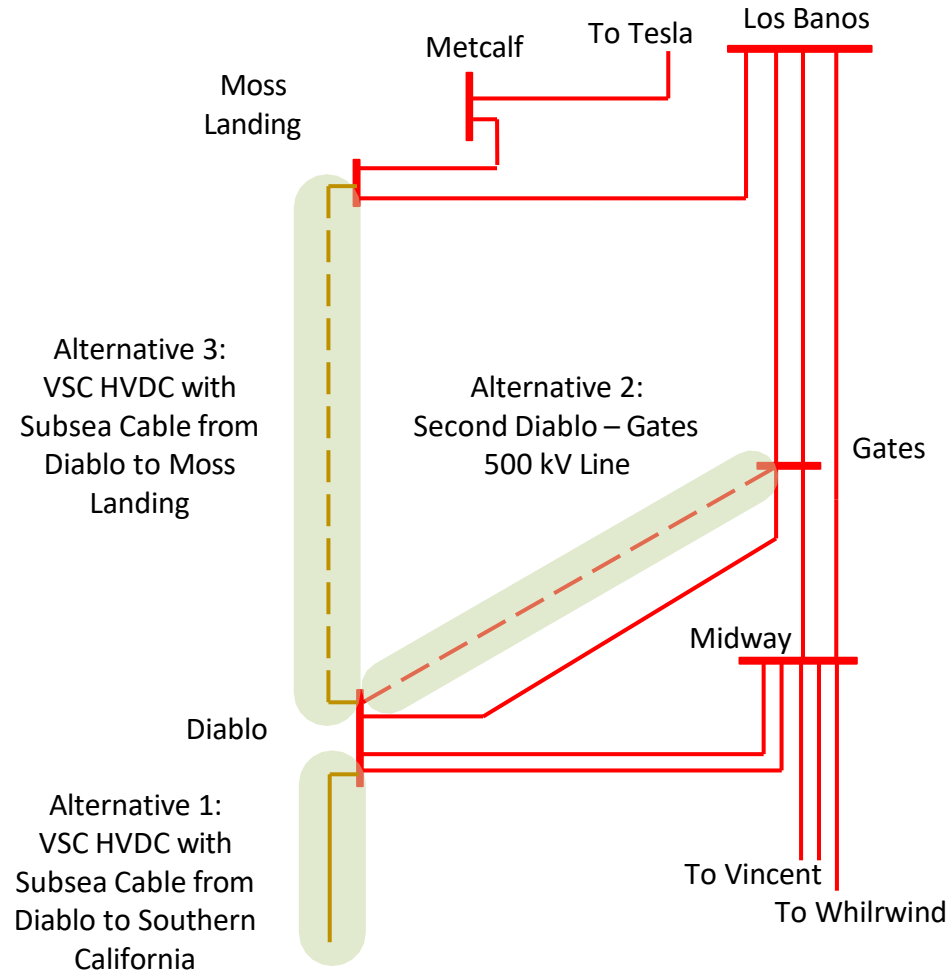 Los Banos
To Tesla
Metcalf
Moss
Landing
Alternative 3:
VSC HVDC with
Subsea Cable from
Diablo to Moss
Landing
Alternative 2:
Second Diablo – Gates
500 kV Line
Gates
Midway
Diablo
Alternative 1:
VSC HVDC with
Subsea Cable from
Diablo to Southern
California
To Vincent
To Whilrwind